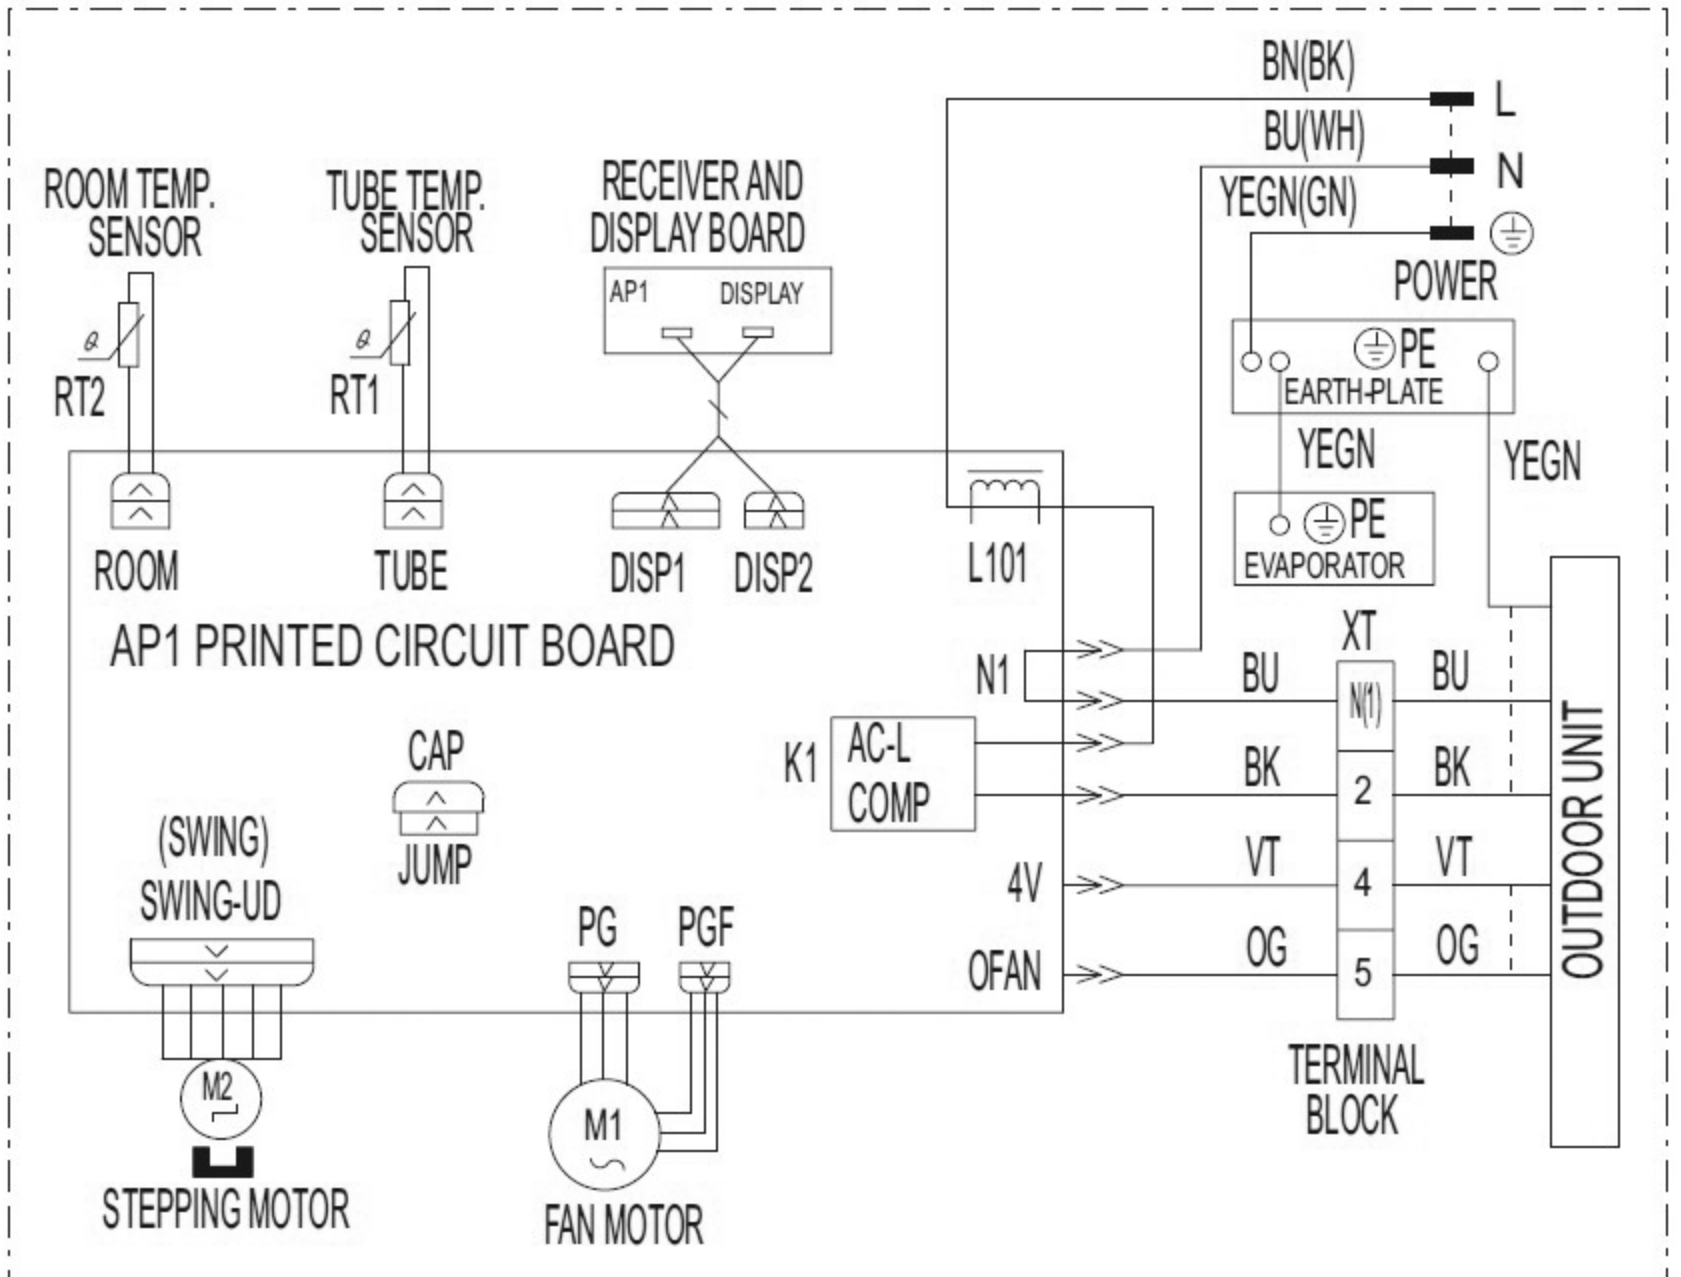 BN(BK)
L
BU(WH)
N
YEGN(GN)
POWER
ROOM TEMP.
SENSOR
TUBE TEMP.
SENSOR
RECEIVER AND
DISPLAY BOARD
AP1 DISPLAY
θ
RT2
θ
RT1
PE
EARTH-PLATE
YEGN
YEGN
PE
EVAPORATOR
ROOM
TUBE
DISP1
DISP2
L101
AP1 PRINTED CIRCUIT BOARD
N1
XT
BU
N(1)
BU
K1
AC-L
COMP
BK
2
BK
CAP
JUMP
4V
VT
4
VT
OFAN
OG
5
OG
OUTDOOR UNIT
TERMINAL
BLOCK
(SWING)
SWING-UD
M2
STEPPING MOTOR
PG
PGF
M1
FAN MOTOR